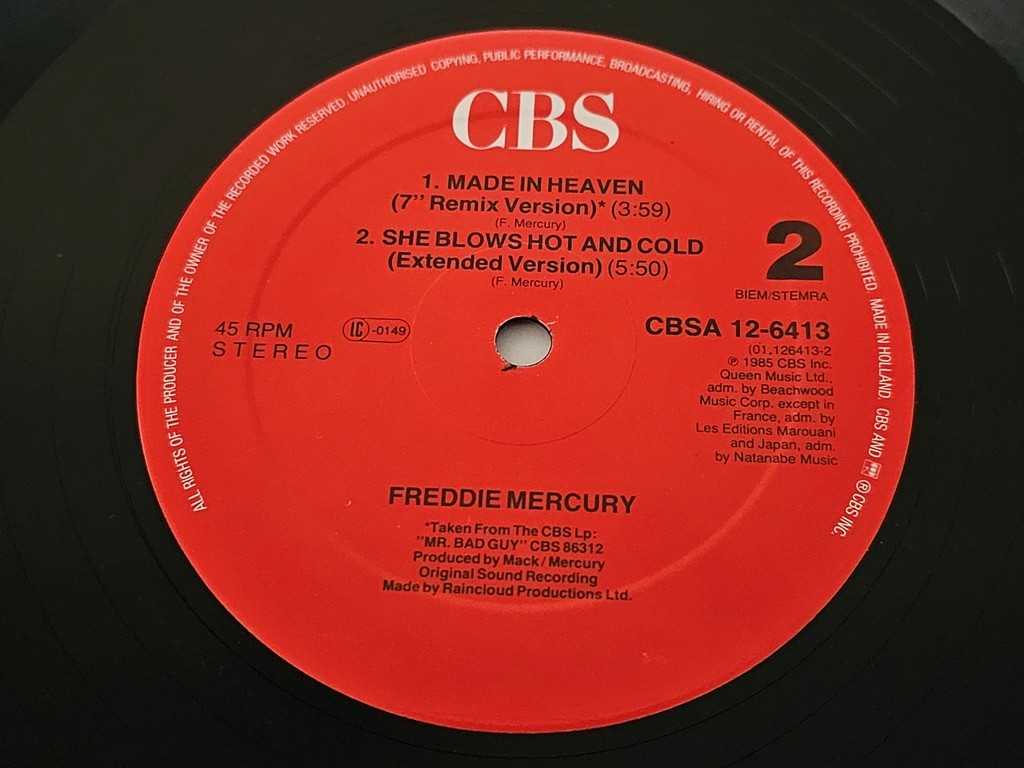 ALL RIGHTS OF THE PRODUCER AND OF THE OWNER OF THE RECORDED WORK RESERVED. UNAUTHORISED COPYING, PUBLIC PERFORMANCE, BROADCASTING, HIRING OR RENTAL OF THIS RECORDING PROHIBITED. MADE IN HOLLAND. CBS AND ® CBS INC.
CBS
1. MADE IN HEAVEN
(7'' Remix Version)* (3:59)
(F. Mercury)
2. SHE BLOWS HOT AND COLD
(Extended Version) (5:50)
(F. Mercury)
2
BIEM/STEMRA
45 RPM
STEREO
LC-0149
CBSA 12-6413
(01.126413-2
℗ 1985 CBS Inc.
Queen Music Ltd.,
adm. by Beachwood
Music Corp. except in
France, adm. by
Les Editions Marouani
and Japan, adm.
by Natanabe Music
FREDDIE MERCURY
*Taken From The CBS Lp:
"MR. BAD GUY" CBS 86312
Produced by Mack/Mercury
Original Sound Recording
Made by Raincloud Productions Ltd.